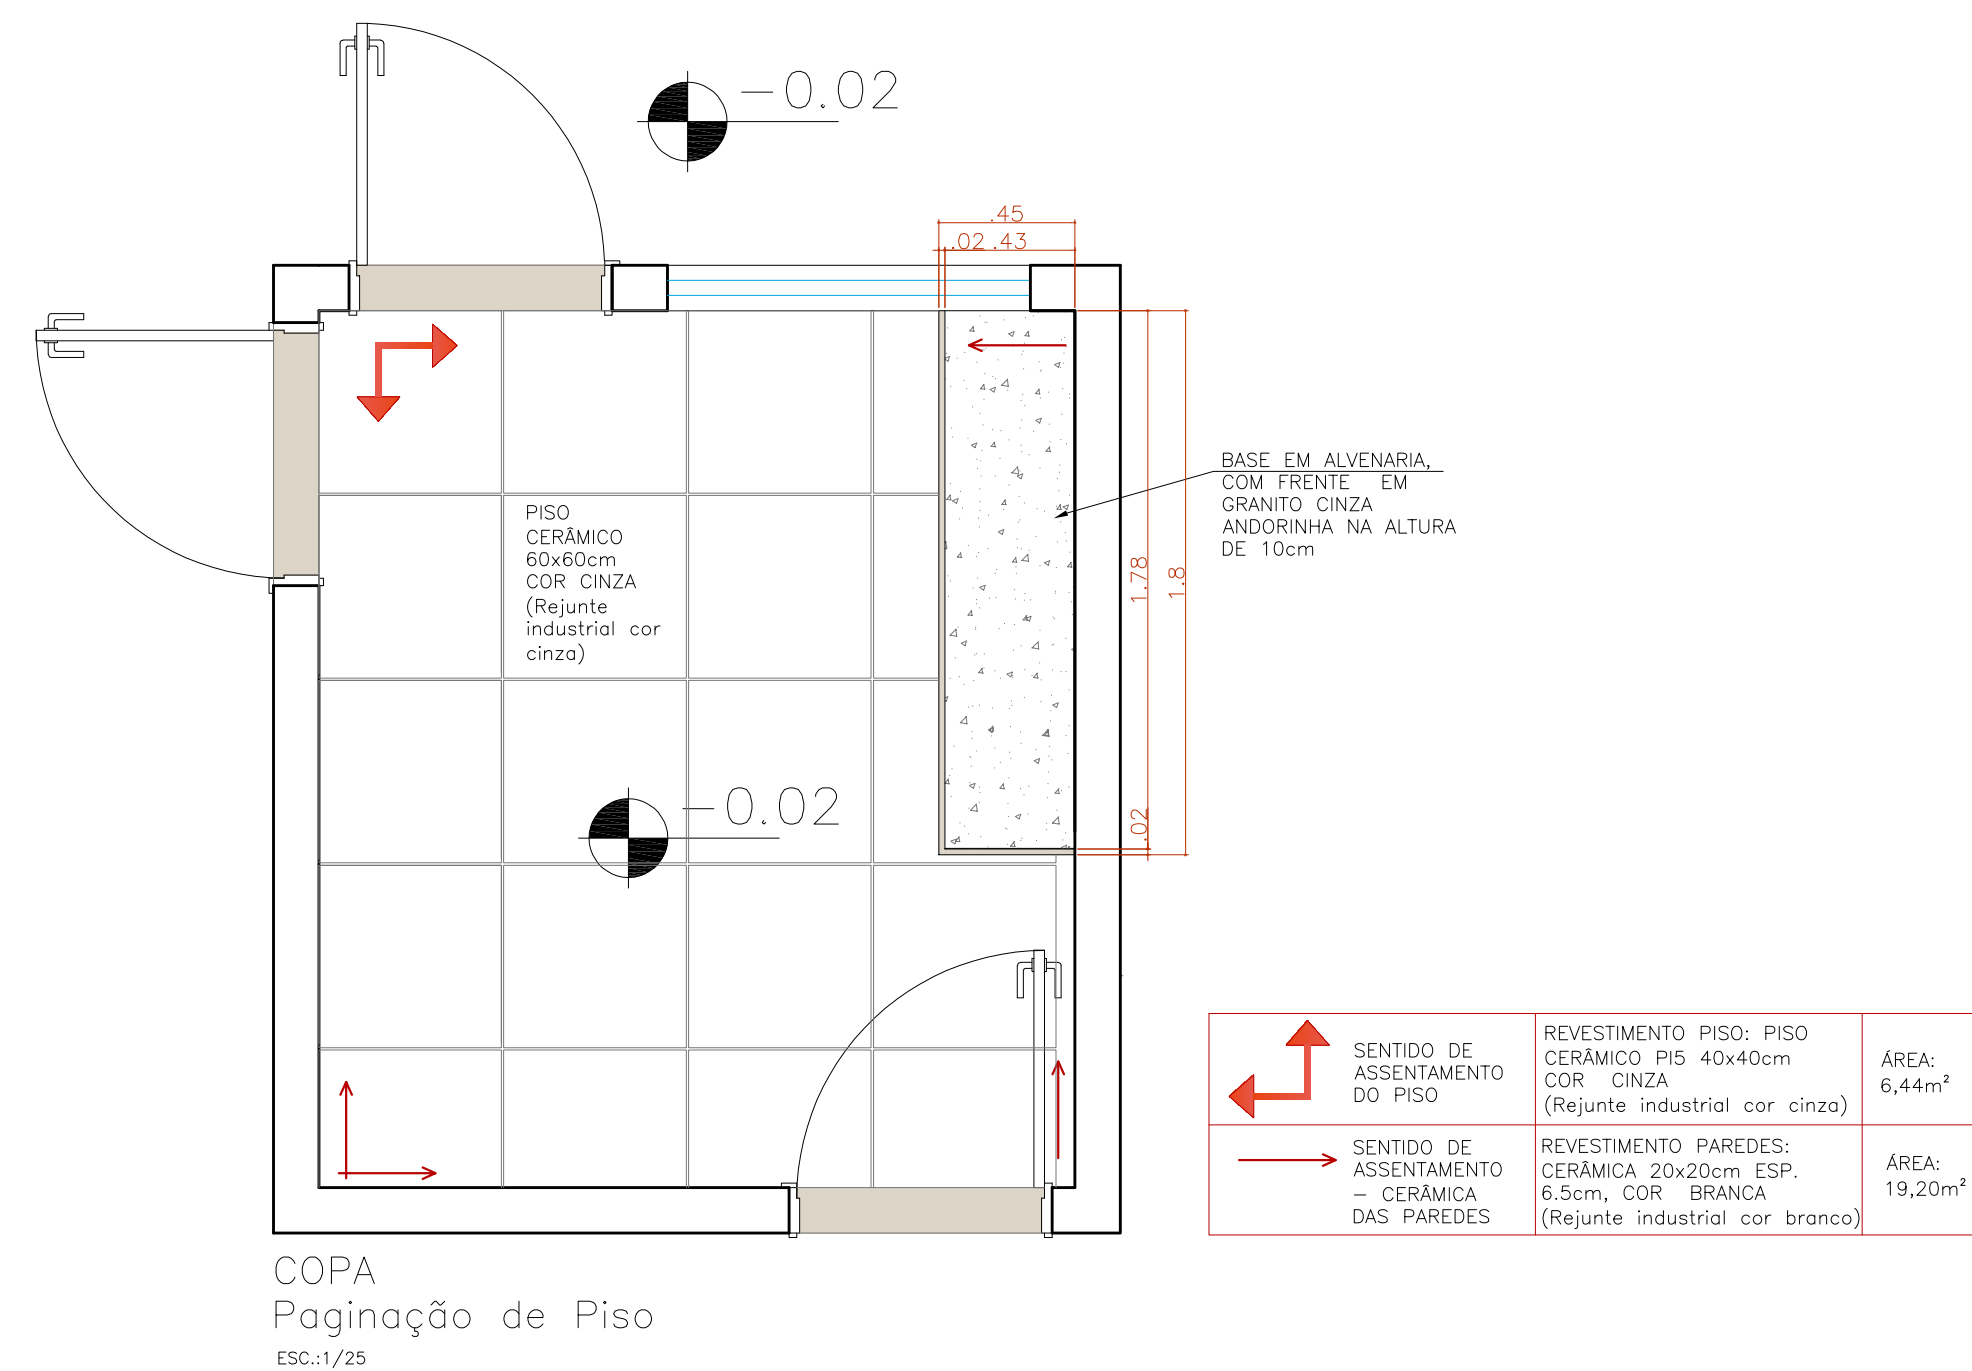 -0.02
.45
.02 .43
BASE EM ALVENARIA,
COM FRENTE EM
GRANITO CINZA
ANDORINHA NA ALTURA
DE 10cm
PISO
CERÂMICO
60x60cm
COR CINZA
(Rejunte
industrial cor
cinza)
1.78
1.8
-0.02
.02
SENTIDO DE
ASSENTAMENTO
DO PISO
REVESTIMENTO PISO: PISO
CERÂMICO PI5 40x40cm
COR CINZA
(Rejunte industrial cor cinza)
ÁREA:
6,44m²
SENTIDO DE
ASSENTAMENTO
– CERÂMICA
DAS PAREDES
REVESTIMENTO PAREDES:
CERÂMICA 20x20cm ESP.
6.5cm, COR BRANCA
(Rejunte industrial cor branco)
ÁREA:
19,20m²
COPA
Paginação de Piso
ESC.:1/25